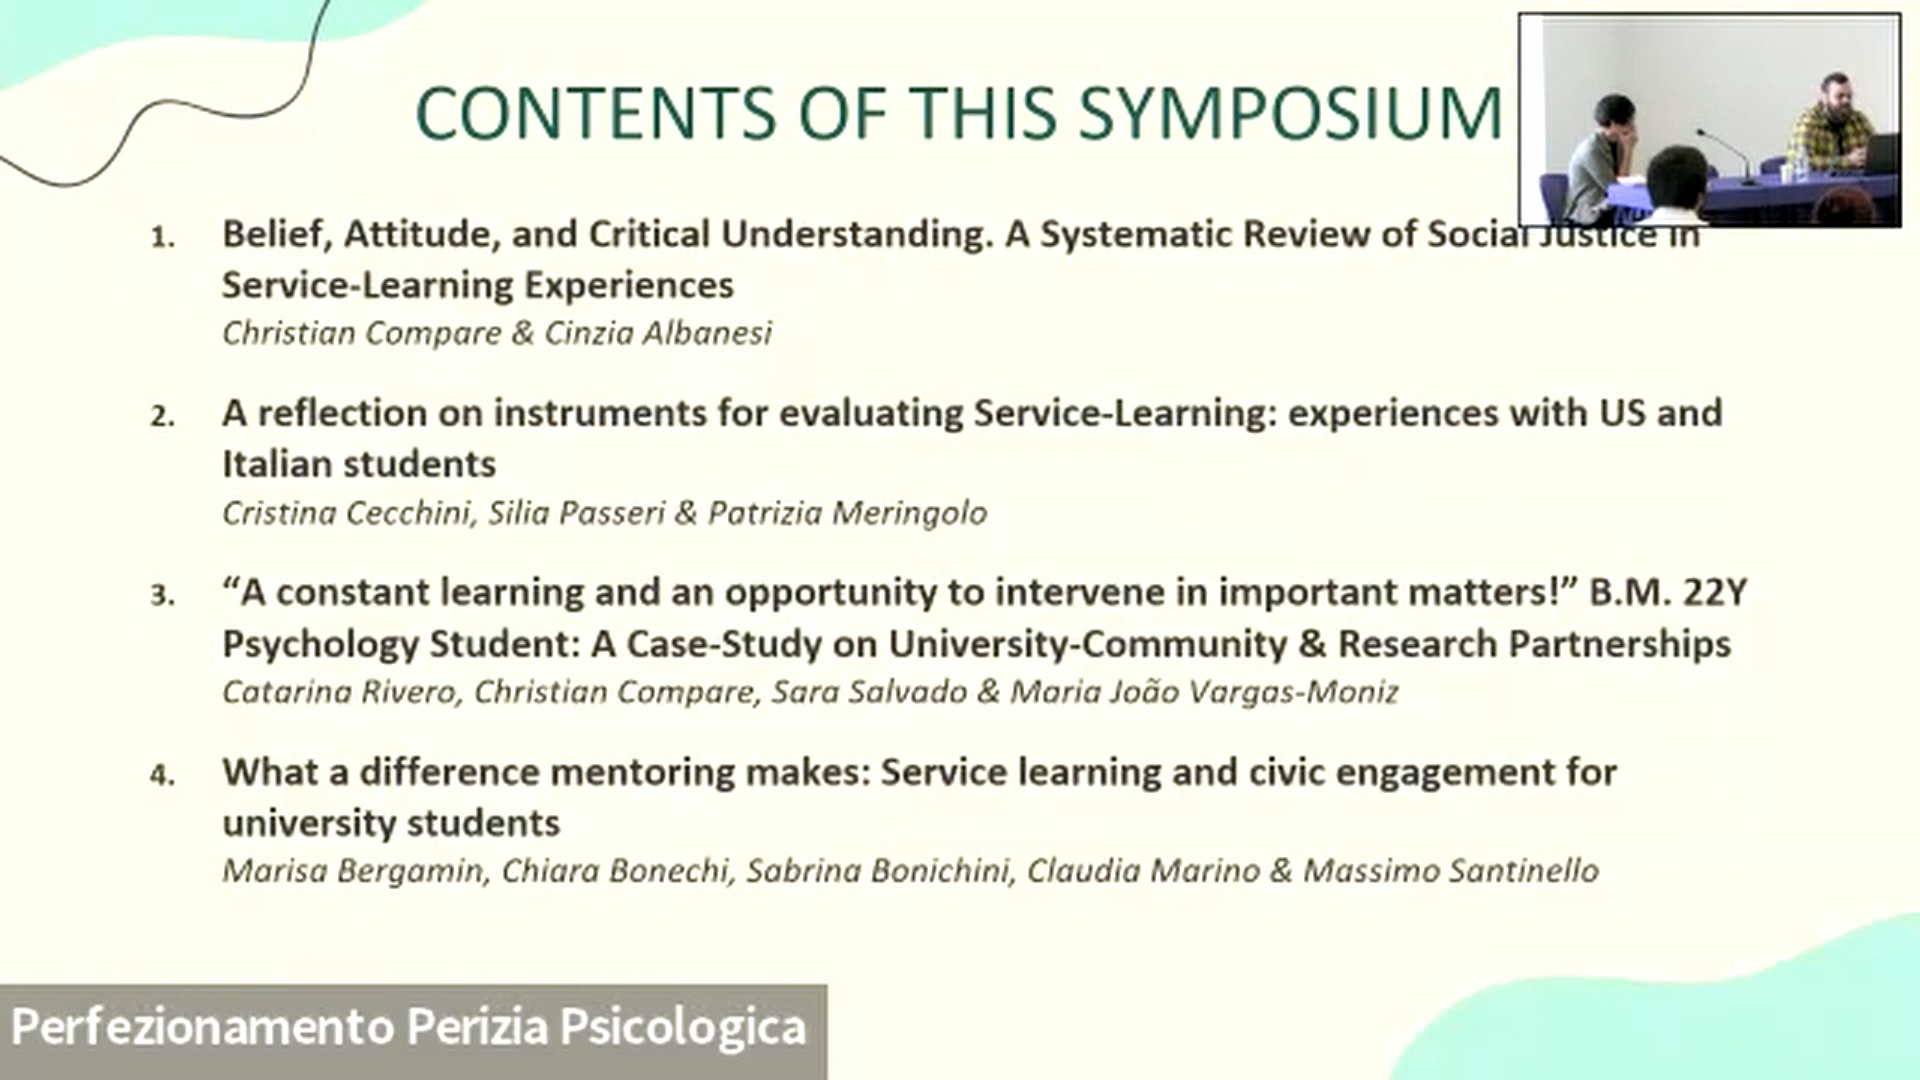 CONTENTS OF THIS SYMPOSIUM
1. Belief, Attitude, and Critical Understanding. A Systematic Review of Social Justice in
Service-Learning Experiences
Christian Compare & Cinzia Albanesi
2. A reflection on instruments for evaluating Service-Learning: experiences with US and
Italian students
Cristina Cecchini, Silia Passeri & Patrizia Meringolo
3. “A constant learning and an opportunity to intervene in important matters!” B.M. 22Y
Psychology Student: A Case-Study on University-Community & Research Partnerships
Catarina Rivero, Christian Compare, Sara Salvado & Maria João Vargas-Moniz
4. What a difference mentoring makes: Service learning and civic engagement for
university students
Marisa Bergamin, Chiara Bonechi, Sabrina Bonichini, Claudia Marino & Massimo Santinello
Perfezionamento Perizia Psicologica